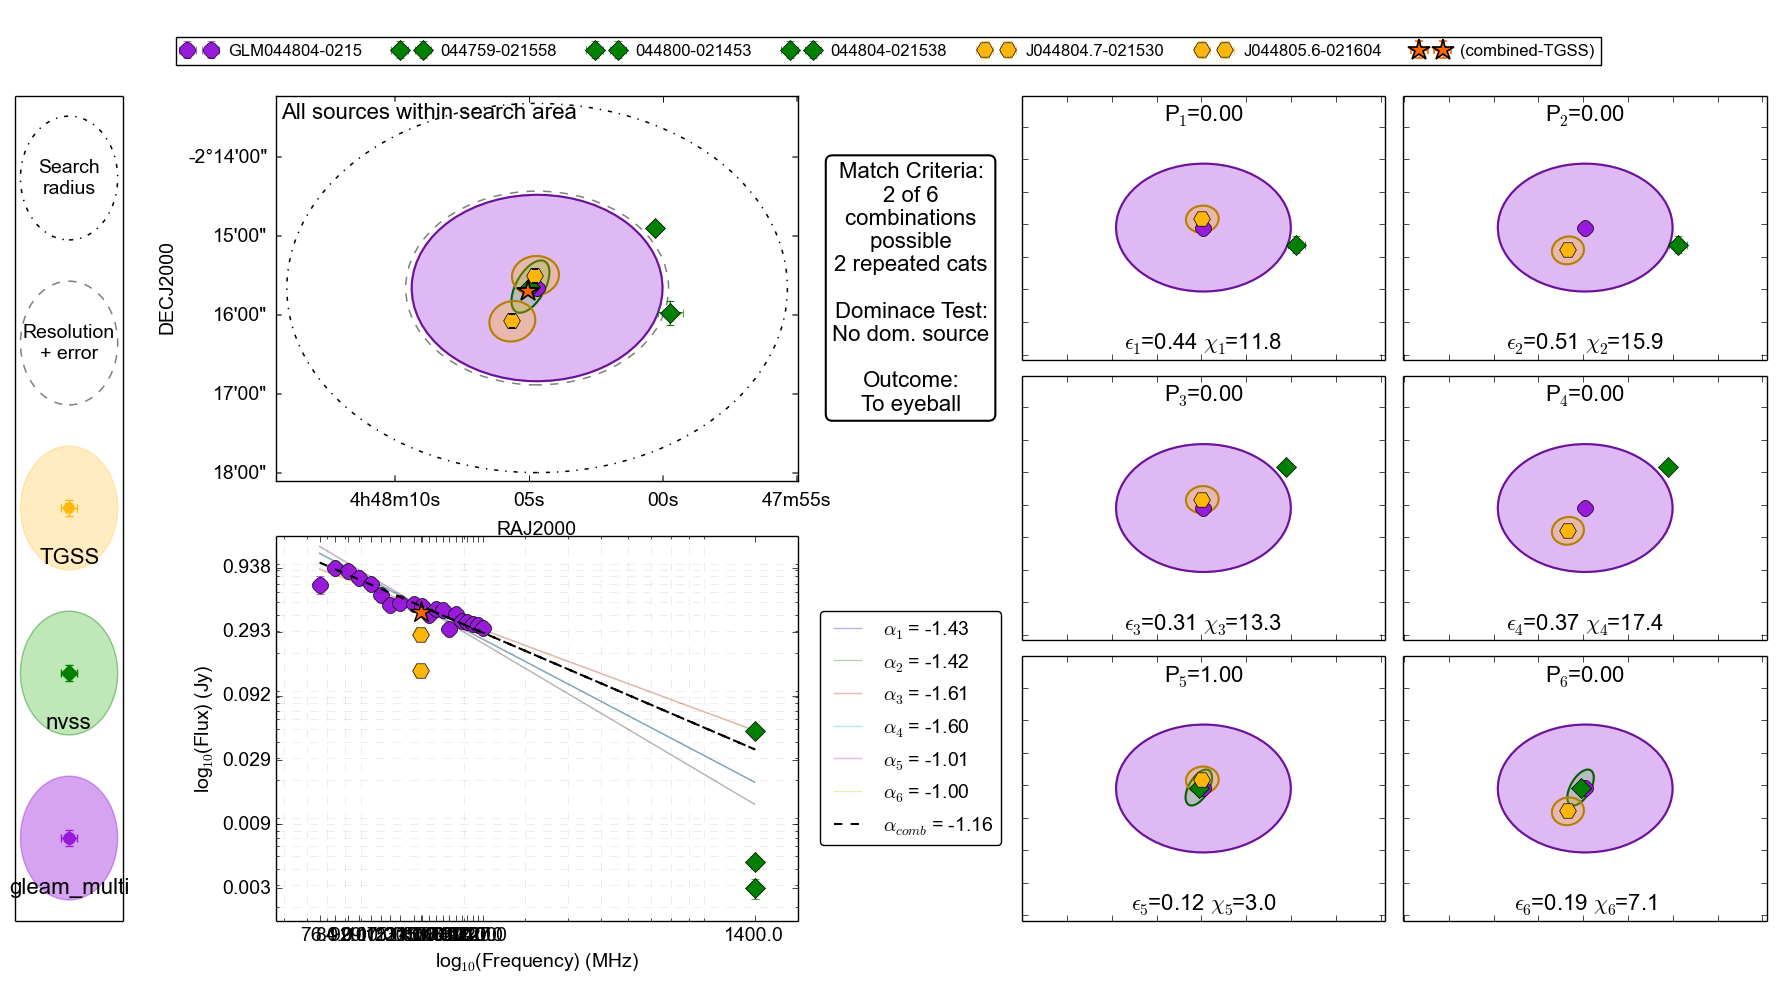 GLM044804-0215 044759-021558 044800-021453 044804-021538 J044804.7-021530 J044805.6-021604 (combined-TGSS)
Search
radius
Resolution
+ error
TGSS
nvss
gleam_multi
All sources within search area
DECJ2000
-2°14'00"
15'00"
16'00"
17'00"
18'00"
4h48m10s 05s 00s 47m55s
RAJ2000
Match Criteria:
2 of 6
combinations
possible
2 repeated cats
Dominace Test:
No dom. source
Outcome:
To eyeball
log10(Flux) (Jy)
0.938
0.293
0.092
0.029
0.009
0.003
1400.0
log10(Frequency) (MHz)
α1 = -1.43
α2 = -1.42
α3 = -1.61
α4 = -1.60
α5 = -1.01
α6 = -1.00
αcomb = -1.16
P1=0.00
ϵ1=0.44 χ1=11.8
P2=0.00
ϵ2=0.51 χ2=15.9
P3=0.00
ϵ3=0.31 χ3=13.3
P4=0.00
ϵ4=0.37 χ4=17.4
P5=1.00
ϵ5=0.12 χ5=3.0
P6=0.00
ϵ6=0.19 χ6=7.1